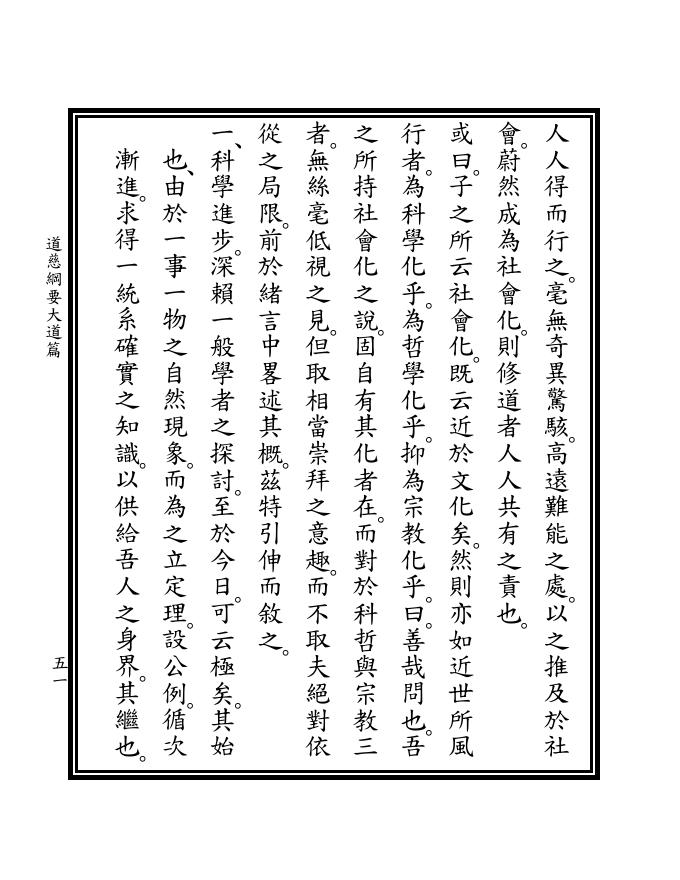 人人得而行之。毫無奇異驚駭。高遠難能之處。以之推及於社
會。蔚然成為社會化。則修道者人人共有之責也。
或曰。子之所云社會化。既云近於文化矣。然則亦如近世所風
行者。為科學化乎。為哲學化乎。抑為宗教化乎。曰。善哉問也。吾
之所持社會化之說。固自有其化者在。而對於科哲與宗教三
者。無絲毫低視之見。但取相當崇拜之意趣。而不取夫絕對依
從之局限。前於緒言中畧述其概。茲特引伸而敘之。
一、科學進步。深賴一般學者之探討。至於今日。可云極矣。其始
也、由於一事一物之自然現象。而為之立定理。設公例。循次
漸進。求得一統系確實之知識。以供給吾人之身界。其繼也。
道慈綱要大道篇
五一